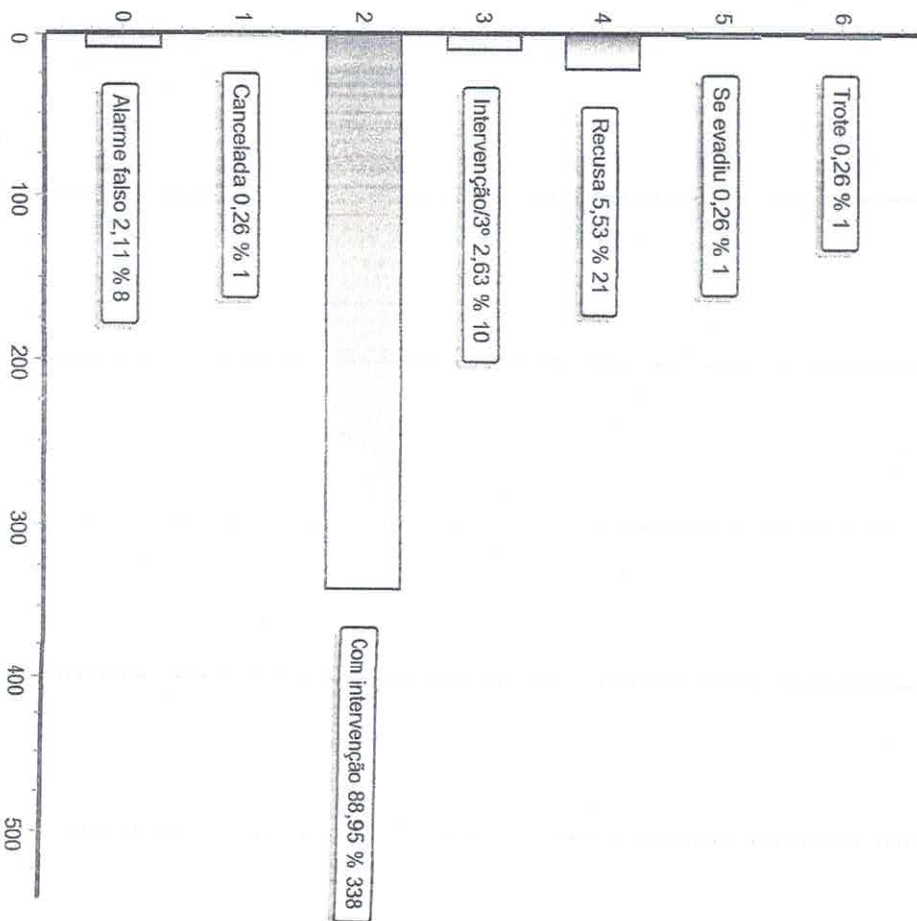 0
1
2
3
4
5
6
0
100
200
300
400
500
Alarme falso 2,11 % 8
Cancelada 0,26 % 1
Com intervenção 88,95 % 338
Intervenção/3º 2,63 % 10
Recusa 5,53 % 21
Se evadiu 0,26 % 1
Trote 0,26 % 1